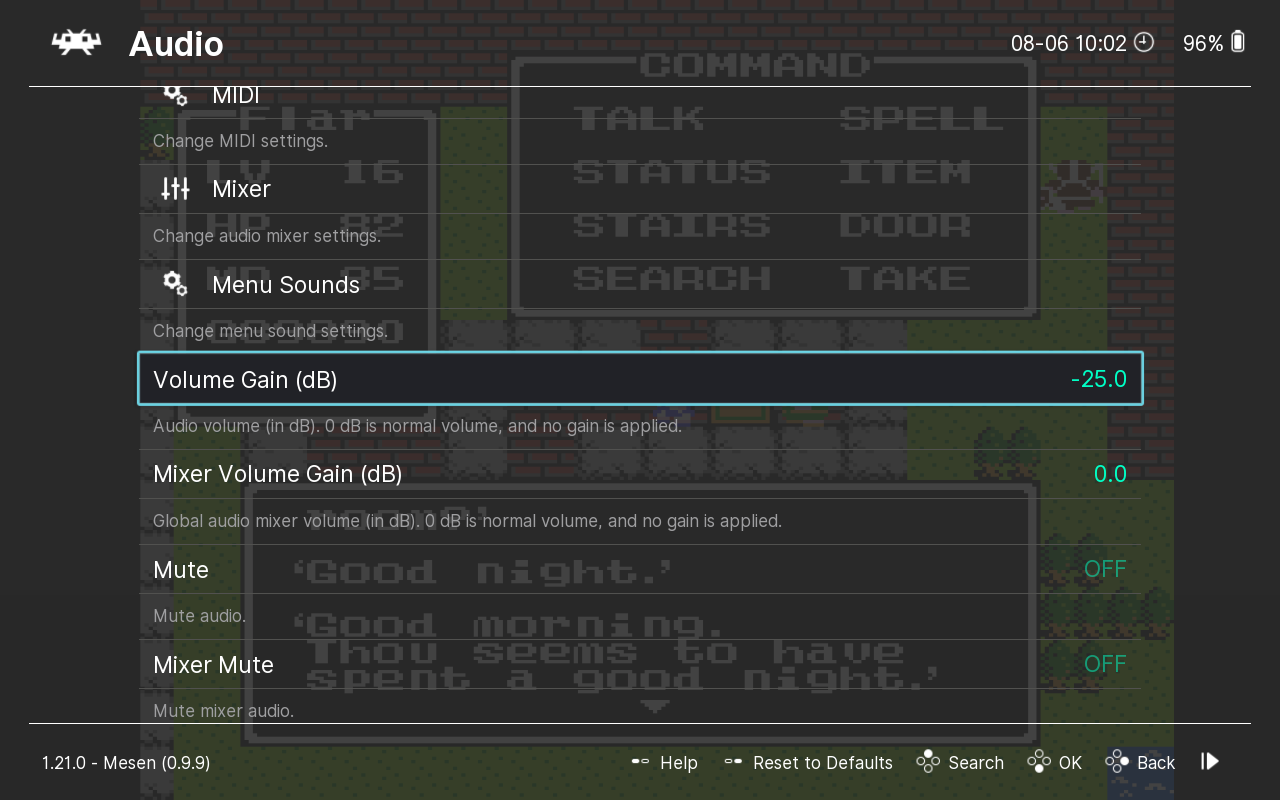 Audio
08-06 10:02
96%
COMMAND
MIDI
Flar
TALK SPELL
Change MIDI settings.
LV 16
STATUS ITEM
Mixer
HP 82
STAIRS DOOR
Change audio mixer settings.
85
SEARCH TAKE
Menu Sounds
Change menu sound settings.
Volume Gain (dB) -25.0
Audio volume (in dB). 0 dB is normal volume, and no gain is applied.
Mixer Volume Gain (dB) 0.0
Global audio mixer volume (in dB). 0 dB is normal volume, and no gain is applied.
'Good night.'
Mute OFF
Mute audio.
'Good morning.
Thou seems to have
Mixer Mute OFF
spent a good night.'
Mute mixer audio.
1.21.0 - Mesen (0.9.9)
Help
Reset to Defaults
Search
OK
Back